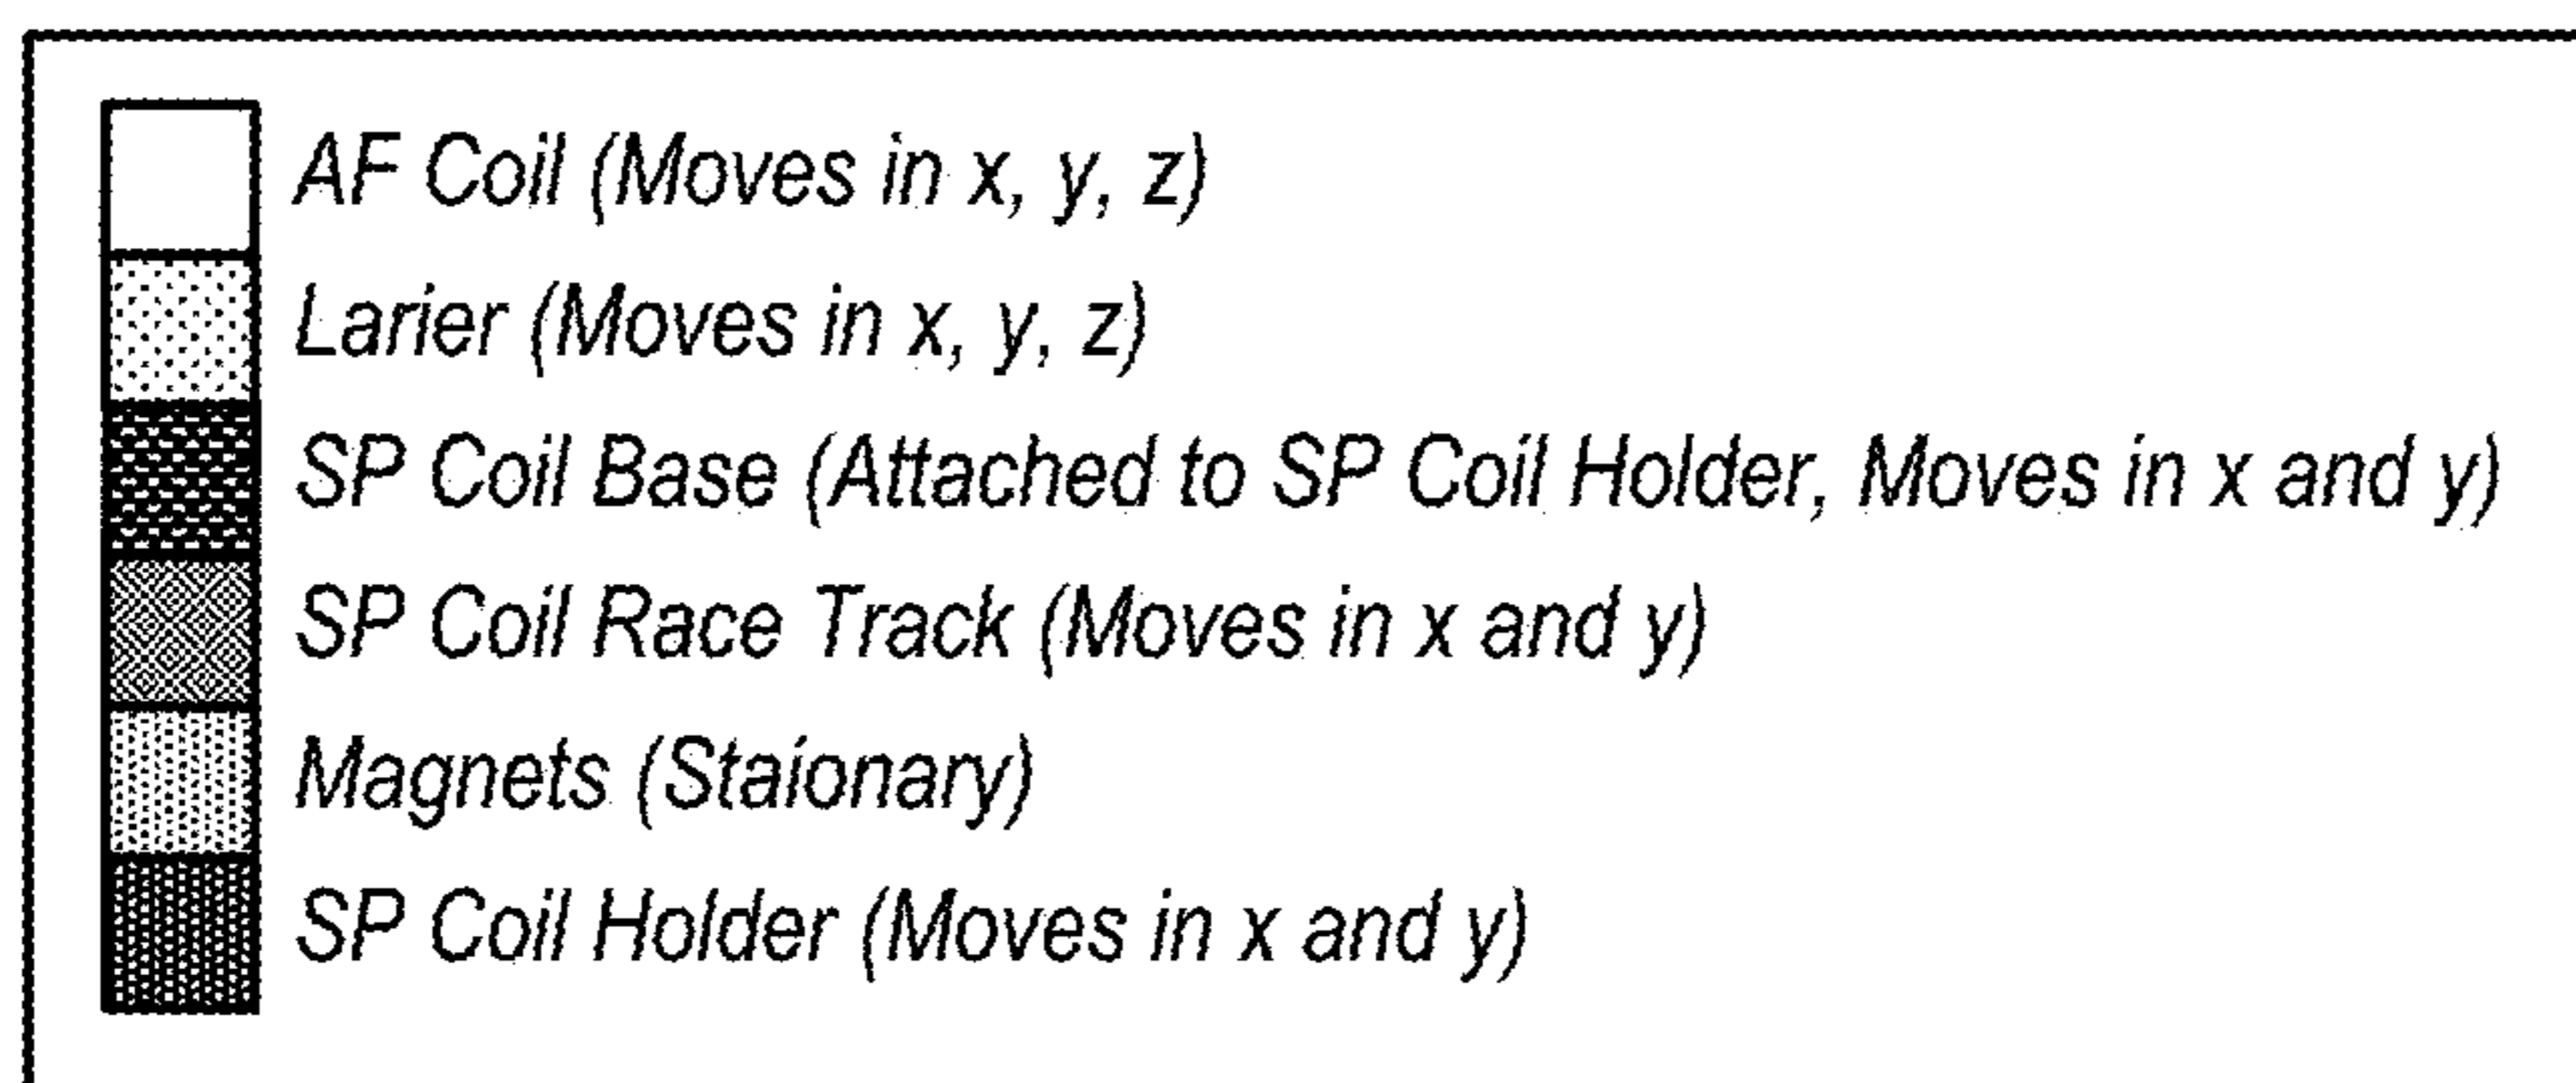 AF Coil (Moves in x, y, z)
Larier (Moves in x, y, z)
SP Coil Base (Attached to SP Coil Holder, Moves in x and y)
SP Coil Race Track (Moves in x and y)
Magnets (Staionary)
SP Coil Holder (Moves in x and y)